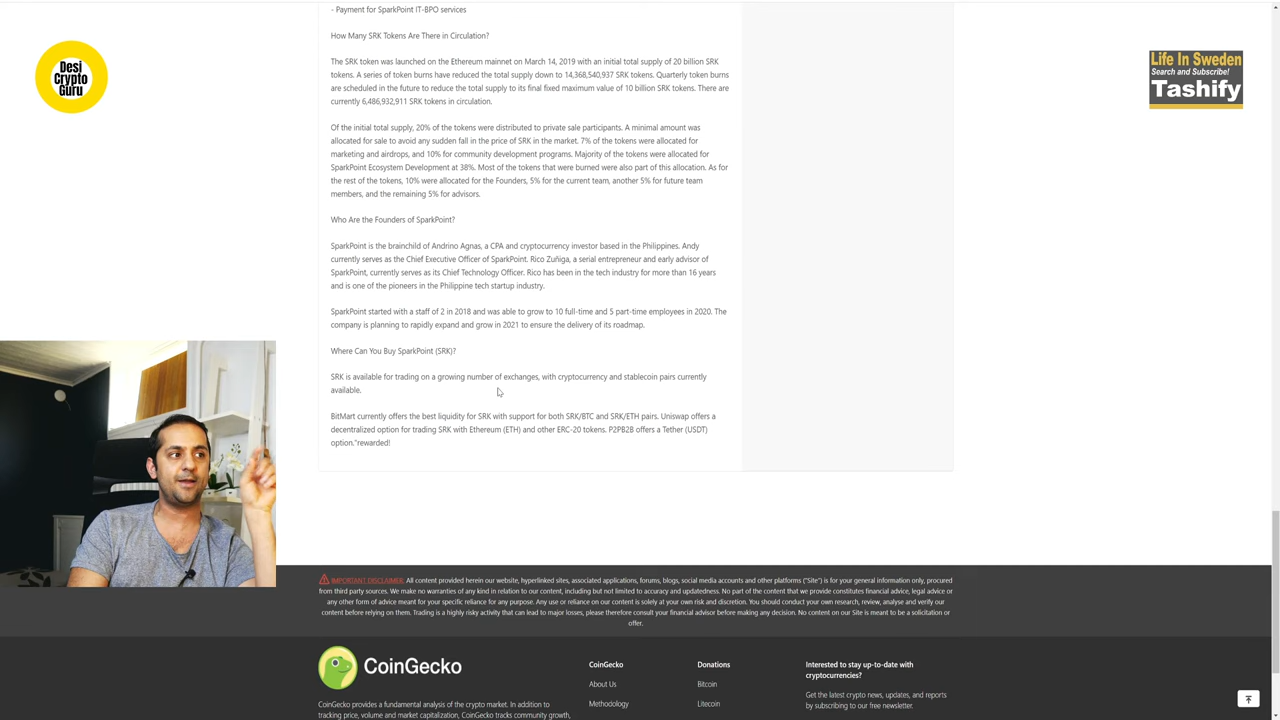 - Payment for SparkPoint IT-BPO services
How Many SRK Tokens Are There in Circulation?
The SRK token was launched on the Ethereum mainnet on March 14, 2019 with an initial total supply of 20 billion SRK
tokens. A series of token burns have reduced the total supply down to 14,368,540,937 SRK tokens. Quarterly token burns
are scheduled in the future to reduce the total supply to its final fixed maximum value of 10 billion SRK tokens. There are
currently 6,486,932,911 SRK tokens in circulation.
Of the initial total supply, 20% of the tokens were distributed to private sale participants. A minimal amount was
allocated for sale to avoid any sudden fall in the price of SRK in the market. 7% of the tokens were allocated for
marketing and airdrops, and 10% for community development programs. Majority of the tokens were allocated for
SparkPoint Ecosystem Development at 38%. Most of the tokens that were burned were also part of this allocation. As for
the rest of the tokens, 10% were allocated for the Founders, 5% for the current team, another 5% for future team
members, and the remaining 5% for advisors.
Who Are the Founders of SparkPoint?
SparkPoint is the brainchild of Andrino Agnas, a CPA and cryptocurrency investor based in the Philippines. Andy
currently serves as the Chief Executive Officer of SparkPoint. Rico Zuñiga, a serial entrepreneur and early advisor of
SparkPoint, currently serves as its Chief Technology Officer. Rico has been in the tech industry for more than 16 years
and is one of the pioneers in the Philippine tech startup industry.
SparkPoint started with a staff of 2 in 2018 and was able to grow to 10 full-time and 5 part-time employees in 2020. The
company is planning to rapidly expand and grow in 2021 to ensure the delivery of its roadmap.
Where Can You Buy SparkPoint (SRK)?
SRK is available for trading on a growing number of exchanges, with cryptocurrency and stablecoin pairs currently
available.
BitMart currently offers the best liquidity for SRK with support for both SRK/BTC and SRK/ETH pairs. Uniswap offers a
decentralized option for trading SRK with Ethereum (ETH) and other ERC-20 tokens. P2PB2B offers a Tether (USDT)
option."rewarded!
Desi
Crypto
Guru
Life In Sweden
Search and Subscribe!
Tashify
IMPORTANT DISCLAIMER: All content provided herein our website, hyperlinked sites, associated applications, forums, blogs, social media accounts and other platforms ("Site") is for your general information only, procured
from third party sources. We make no warranties of any kind in relation to our content, including but not limited to accuracy and updatedness. No part of the content that we provide constitutes financial advice, legal advice or
any other form of advice meant for your specific reliance for any purpose. Any use or reliance on our content is solely at your own risk and discretion. You should conduct your own research, review, analyse and verify our
content before relying on them. Trading is a highly risky activity that can lead to major losses, please therefore consult your financial advisor before making any decision. No content on our Site is meant to be a solicitation or
offer.
CoinGecko
CoinGecko provides a fundamental analysis of the crypto market. In addition to
tracking price, volume and market capitalization, CoinGecko tracks community growth,
CoinGecko
About Us
Methodology
Donations
Bitcoin
Litecoin
Interested to stay up-to-date with
cryptocurrencies?
Get the latest crypto news, updates, and reports
by subscribing to our free newsletter.